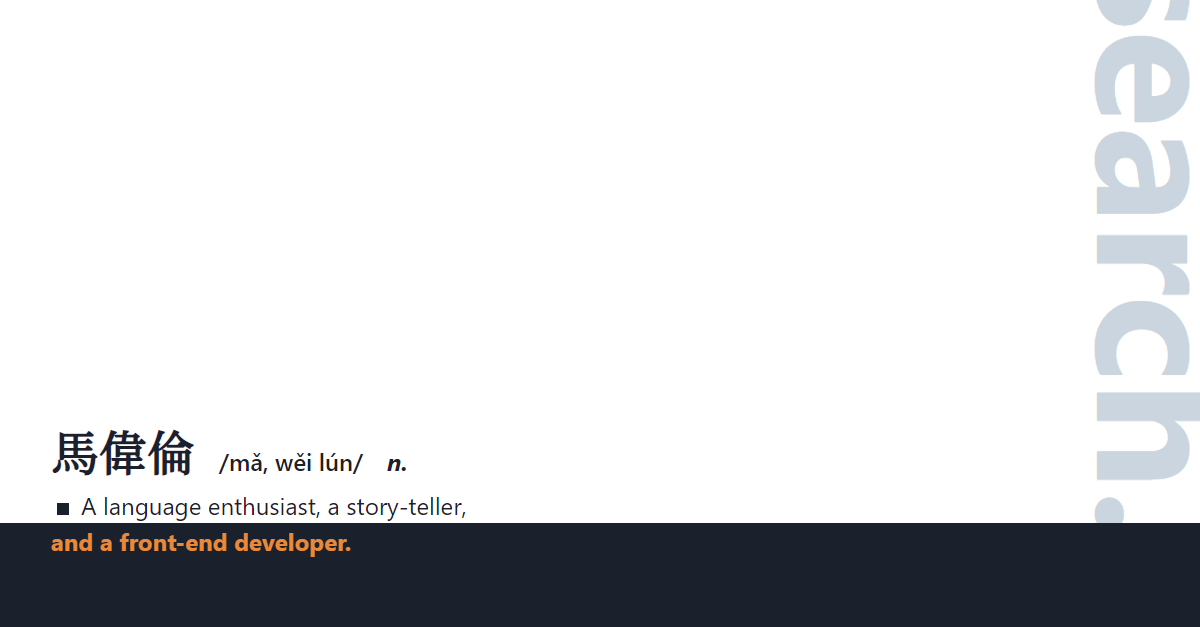 馬偉倫 /mǎ, wěi lún/ n.
■ A language enthusiast, a story-teller,
and a front-end developer.
search.